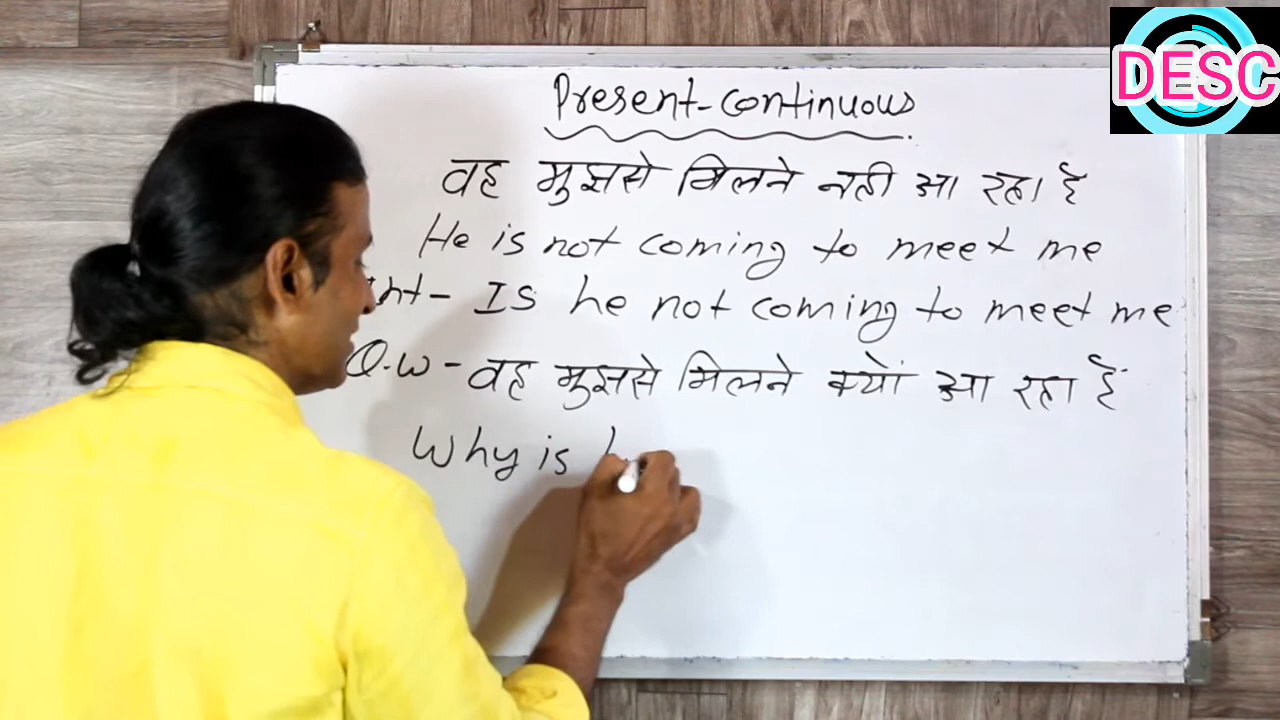 DESC
Present-continuous
वह मुझसे मिलने नही आ रहा है
He is not coming to meet me
Int - Is he not coming to meet me
Q.w - वह मुझसे मिलने क्यों आ रहा हैं
Why is h